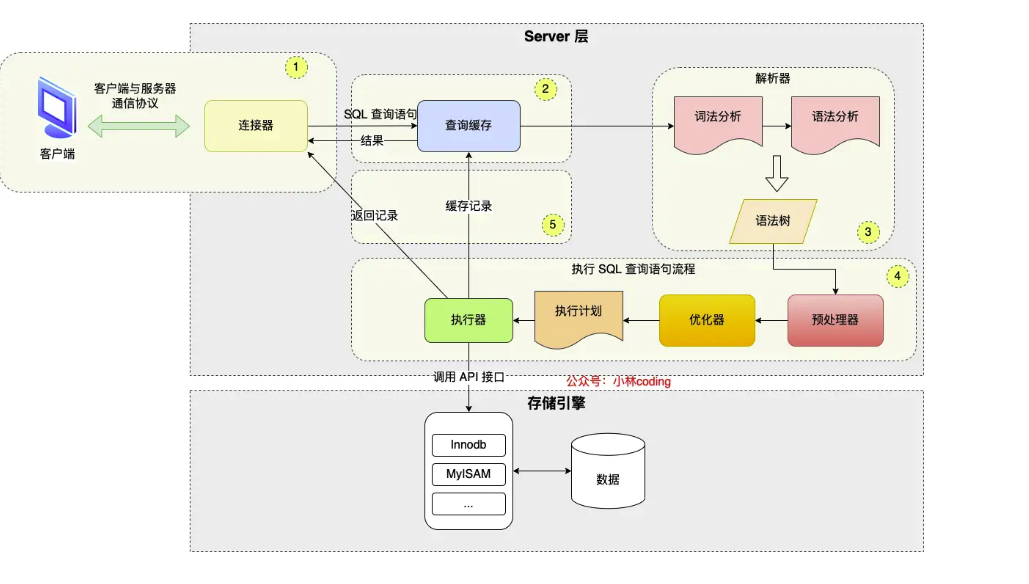 Server 层
1
客户端与服务器
通信协议
客户端
连接器
SQL 查询语句
结果
2
查询缓存
解析器
词法分析
语法分析
语法树
3
返回记录
缓存记录
5
执行 SQL 查询语句流程
4
执行器
执行计划
优化器
预处理器
调用 API 接口
公众号：小林coding
存储引擎
Innodb
MyISAM
...
数据